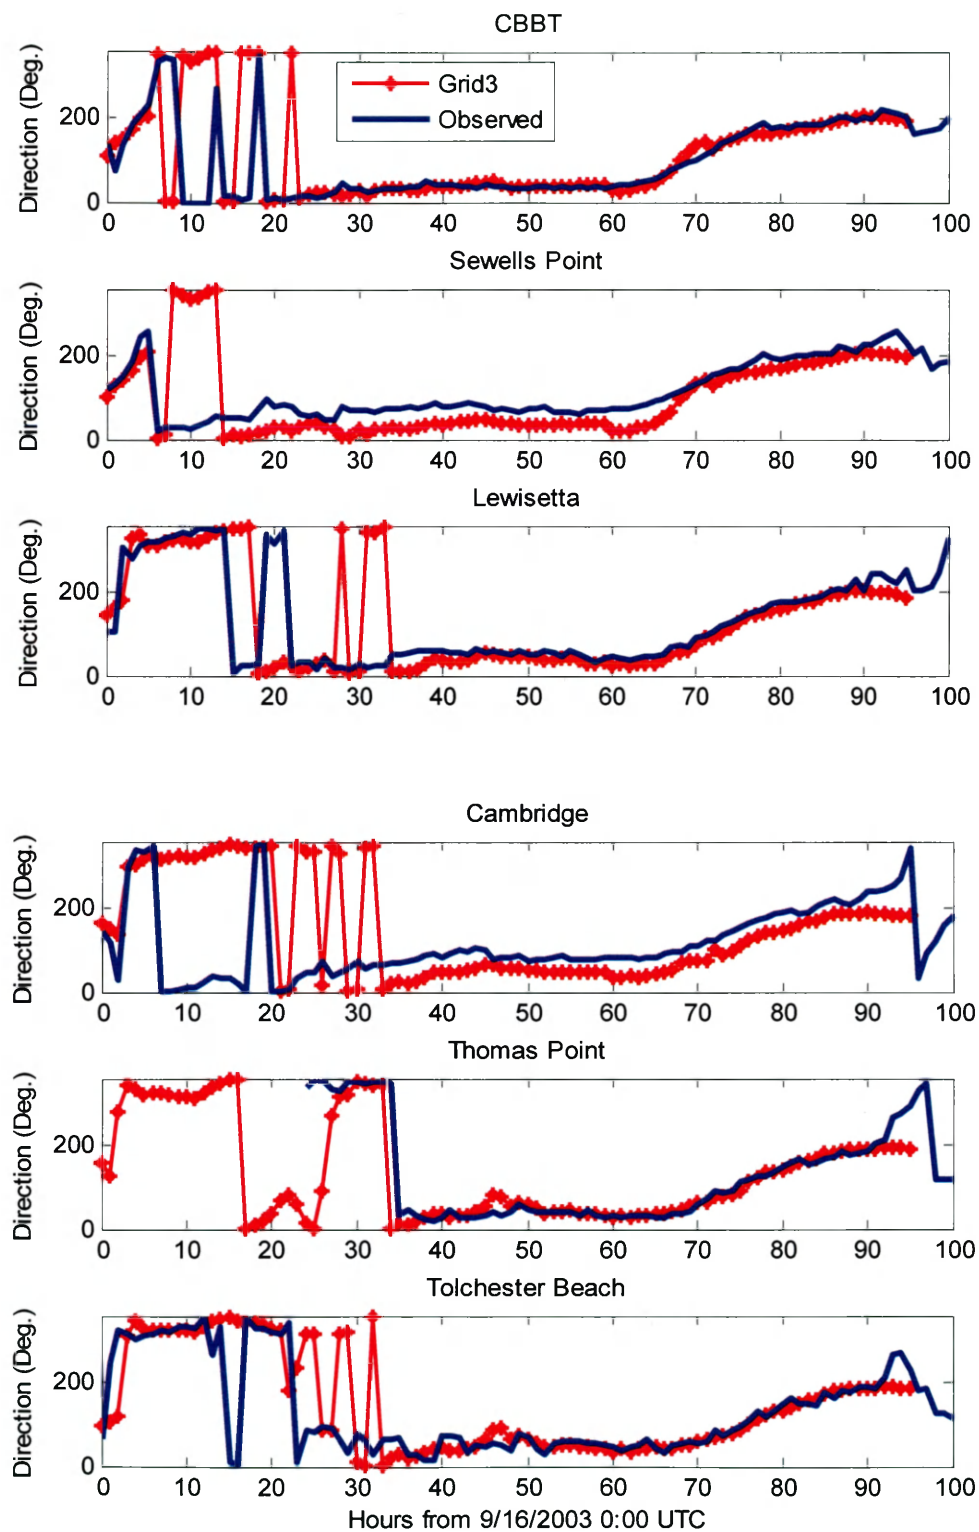 CBBT
Direction (Deg.)
200
0
Grid3
Observed
0 10 20 30 40 50 60 70 80 90 100
Sewells Point
Direction (Deg.)
200
0
0 10 20 30 40 50 60 70 80 90 100
Lewisetta
Direction (Deg.)
200
0
0 10 20 30 40 50 60 70 80 90 100
Cambridge
Direction (Deg.)
200
0
0 10 20 30 40 50 60 70 80 90 100
Thomas Point
Direction (Deg.)
200
0
0 10 20 30 40 50 60 70 80 90 100
Tolchester Beach
Direction (Deg.)
200
0
0 10 20 30 40 50 60 70 80 90 100
Hours from 9/16/2003 0:00 UTC